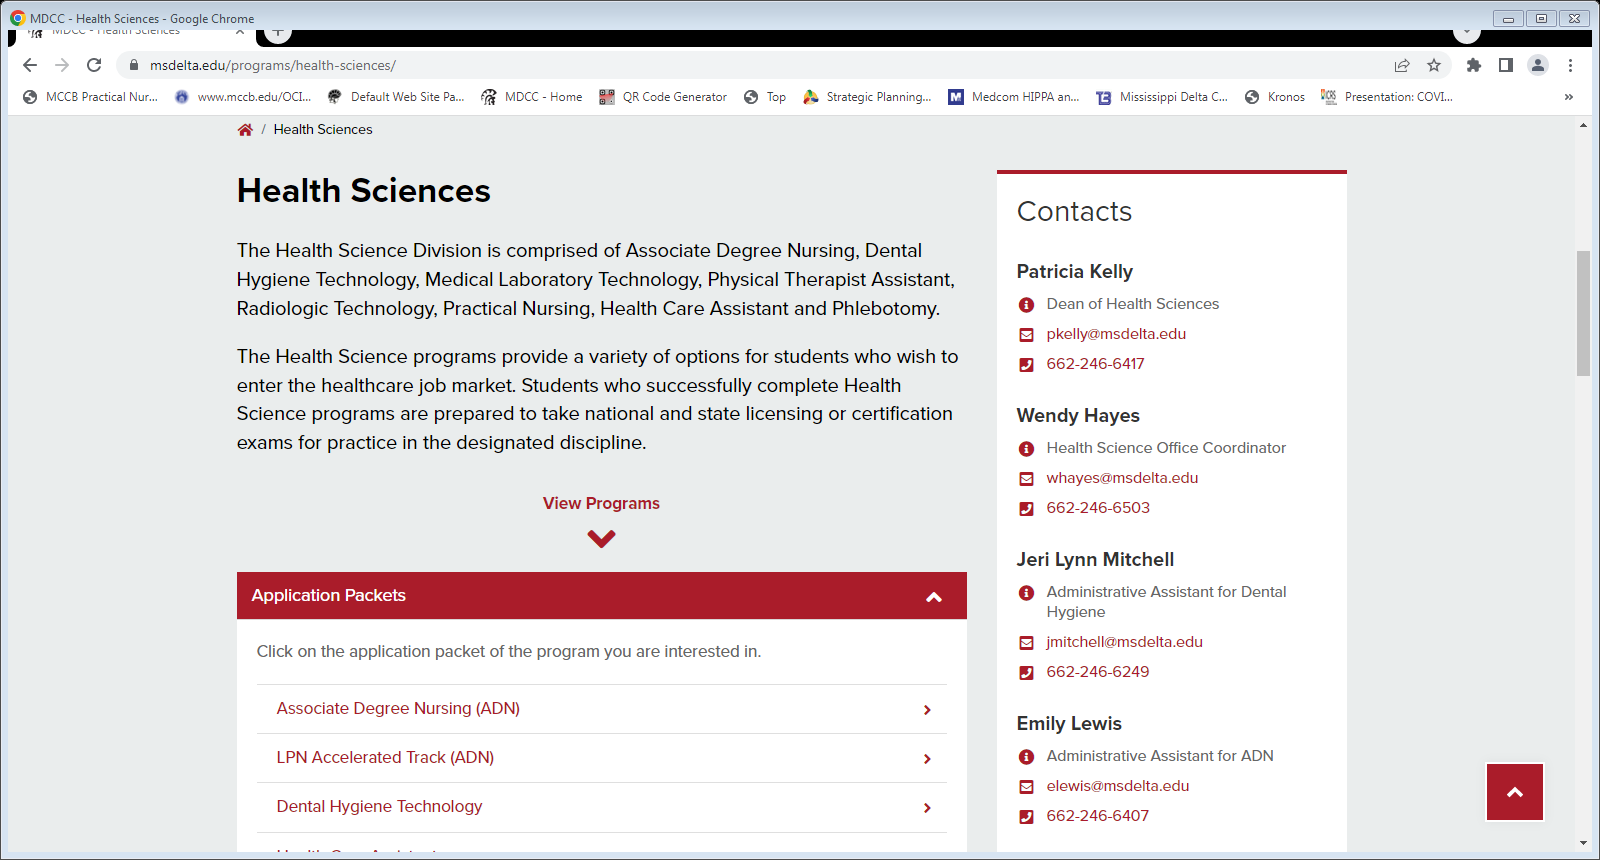 MDCC - Health Sciences - Google Chrome
MDCC - Health Sciences
msdelta.edu/programs/health-sciences/
MCCB Practical Nur...
www.mccb.edu/OCI...
Default Web Site Pa...
MDCC - Home
QR Code Generator
Top
Strategic Planning...
Medcom HIPPA an...
Mississippi Delta C...
Kronos
Presentation: COVI...
/ Health Sciences
Health Sciences
The Health Science Division is comprised of Associate Degree Nursing, Dental
Hygiene Technology, Medical Laboratory Technology, Physical Therapist Assistant,
Radiologic Technology, Practical Nursing, Health Care Assistant and Phlebotomy.
The Health Science programs provide a variety of options for students who wish to
enter the healthcare job market. Students who successfully complete Health
Science programs are prepared to take national and state licensing or certification
exams for practice in the designated discipline.
View Programs
Application Packets
Click on the application packet of the program you are interested in.
Associate Degree Nursing (ADN)
LPN Accelerated Track (ADN)
Dental Hygiene Technology
Contacts
Patricia Kelly
Dean of Health Sciences
pkelly@msdelta.edu
662-246-6417
Wendy Hayes
Health Science Office Coordinator
whayes@msdelta.edu
662-246-6503
Jeri Lynn Mitchell
Administrative Assistant for Dental
Hygiene
jmitchell@msdelta.edu
662-246-6249
Emily Lewis
Administrative Assistant for ADN
elewis@msdelta.edu
662-246-6407